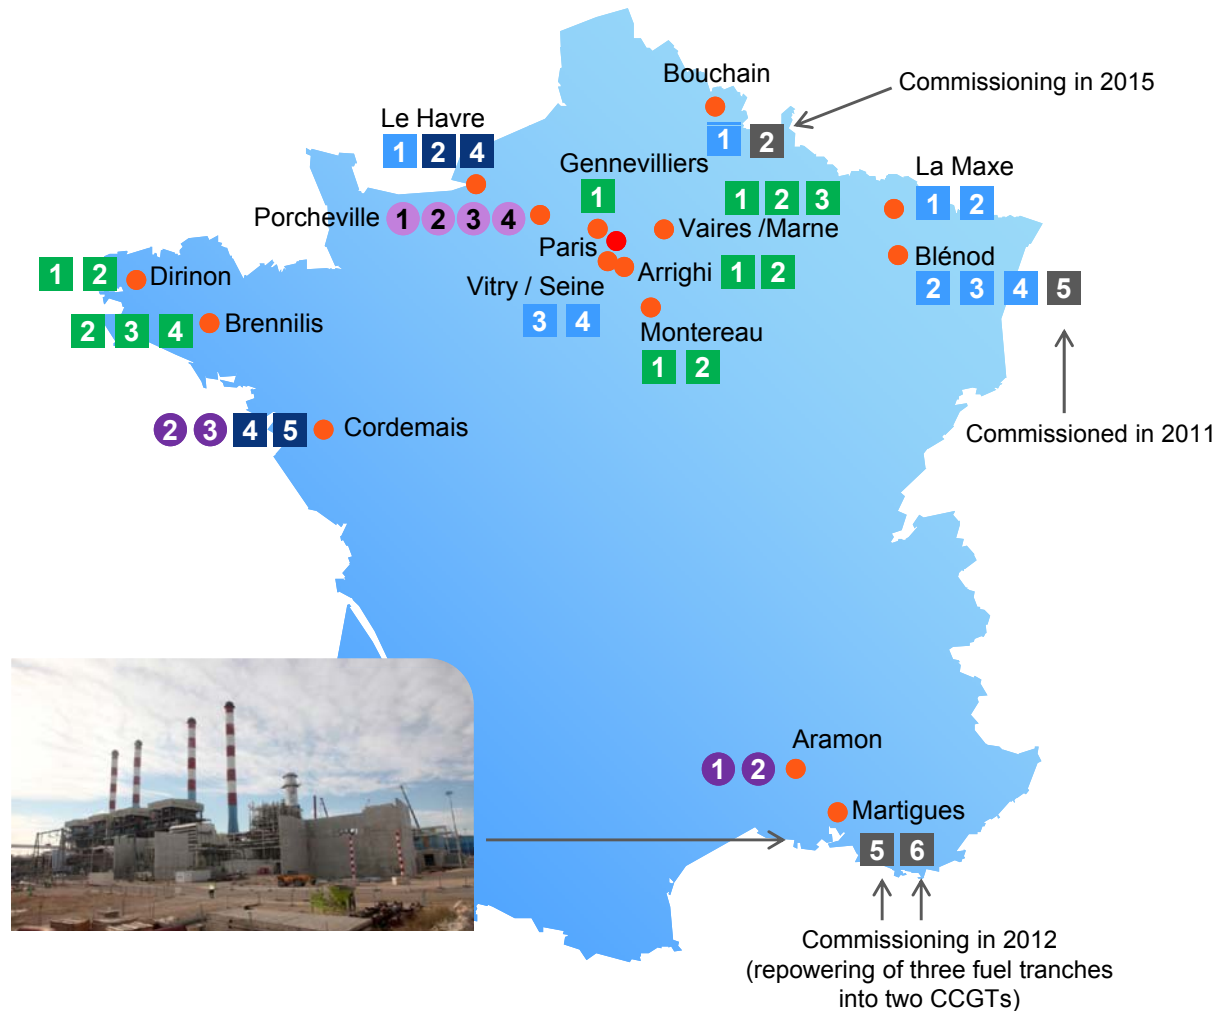 Bouchain
Commissioning in 2015
Le Havre
1 2 4
1 2
Gennevilliers
1
La Maxe
1 2
1 2 3
Porcheville 1 2 3 4
Paris
Vaires /Marne
Blénod
2 3 4 5
1 2 Dirinon
Arrighi 1 2
Vitry / Seine
3 4
2 3 4 Brennilis
Montereau
1 2
2 3 4 5 Cordemais
Commissioned in 2011
Aramon
1 2
Martigues
5 6
Commissioning in 2012
(repowering of three fuel tranches
into two CCGTs)